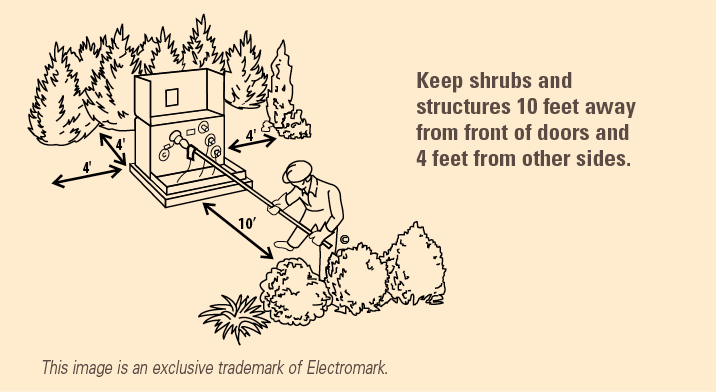 Keep shrubs and
structures 10 feet away
from front of doors and
4 feet from other sides.
4'
4'
4'
10'
©
This image is an exclusive trademark of Electromark.